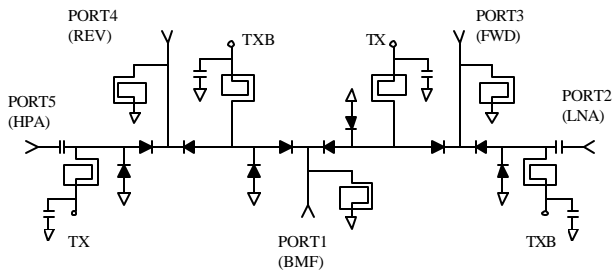 PORT4
(REV)
TXB
TX
PORT3
(FWD)
PORT5
(HPA)
PORT2
(LNA)
TX
PORT1
(BMF)
TXB